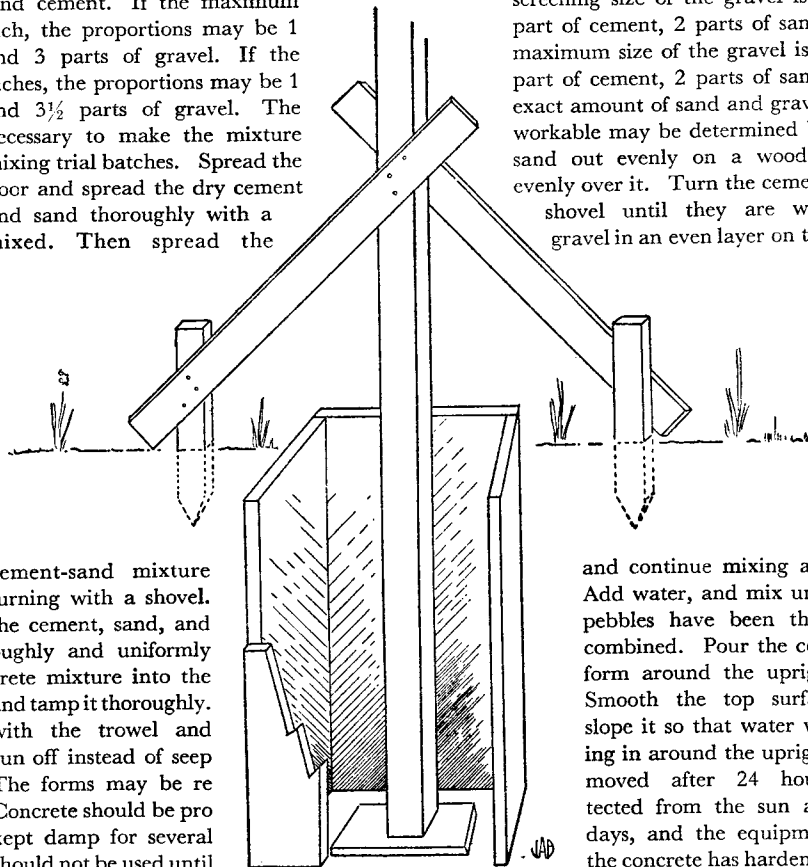 nd cement. If the maximum
screening size of the gravel is
ch, the proportions may be 1
part of cement, 2 parts of san
nd 3 parts of gravel. If the
maximum size of the gravel is
ches, the proportions may be 1
part of cement, 2 parts of san
nd 3½ parts of gravel. The
exact amount of sand and grav
ecessary to make the mixture
workable may be determined
ixing trial batches. Spread the
sand out evenly on a wood
oor and spread the dry cement
evenly over it. Turn the ceme
nd sand thoroughly with a
shovel until they are w
ixed. Then spread the
gravel in an even layer on t
ement-sand mixture
and continue mixing a
urning with a shovel.
Add water, and mix un
he cement, sand, and
pebbles have been th
oughly and uniformly
combined. Pour the co
rete mixture into the
form around the uprig
nd tamp it thoroughly.
Smooth the top surf
with the trowel and
slope it so that water w
un off instead of seep
ing in around the uprig
The forms may be re
moved after 24 hou
Concrete should be pro
tected from the sun a
kept damp for several
days, and the equipm
hould not be used until
the concrete has harden
JAB